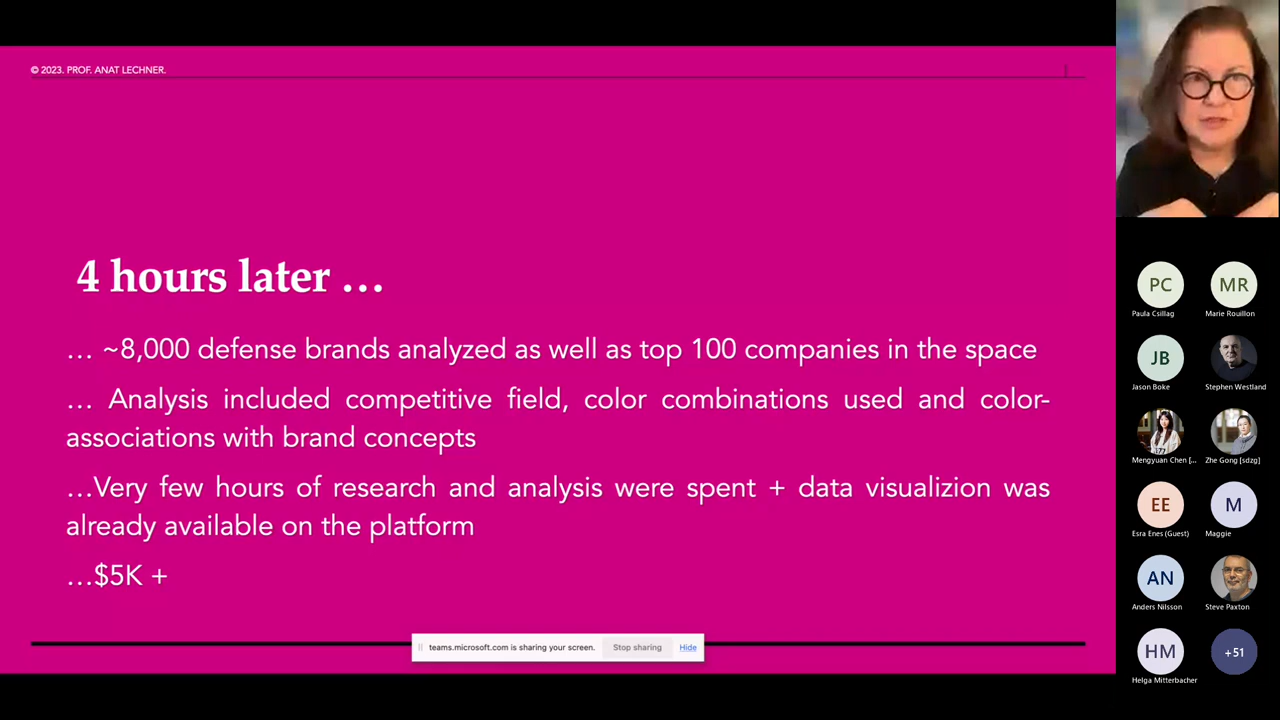 © 2023. PROF. ANAT LECHNER.
4 hours later …
… ~8,000 defense brands analyzed as well as top 100 companies in the space
… Analysis included competitive field, color combinations used and color-
associations with brand concepts
…Very few hours of research and analysis were spent + data visualizion was
already available on the platform
…$5K +
teams.microsoft.com is sharing your screen. Stop sharing Hide
PC MR
Paula Csillag Marie Rouillon
JB
Jason Boke Stephen Westland
Mengyuan Chen [... Zhe Gong [sdzg]
EE M
Esra Enes (Guest) Maggie
AN
Anders Nilsson Steve Paxton
HM +51
Helga Mitterbacher